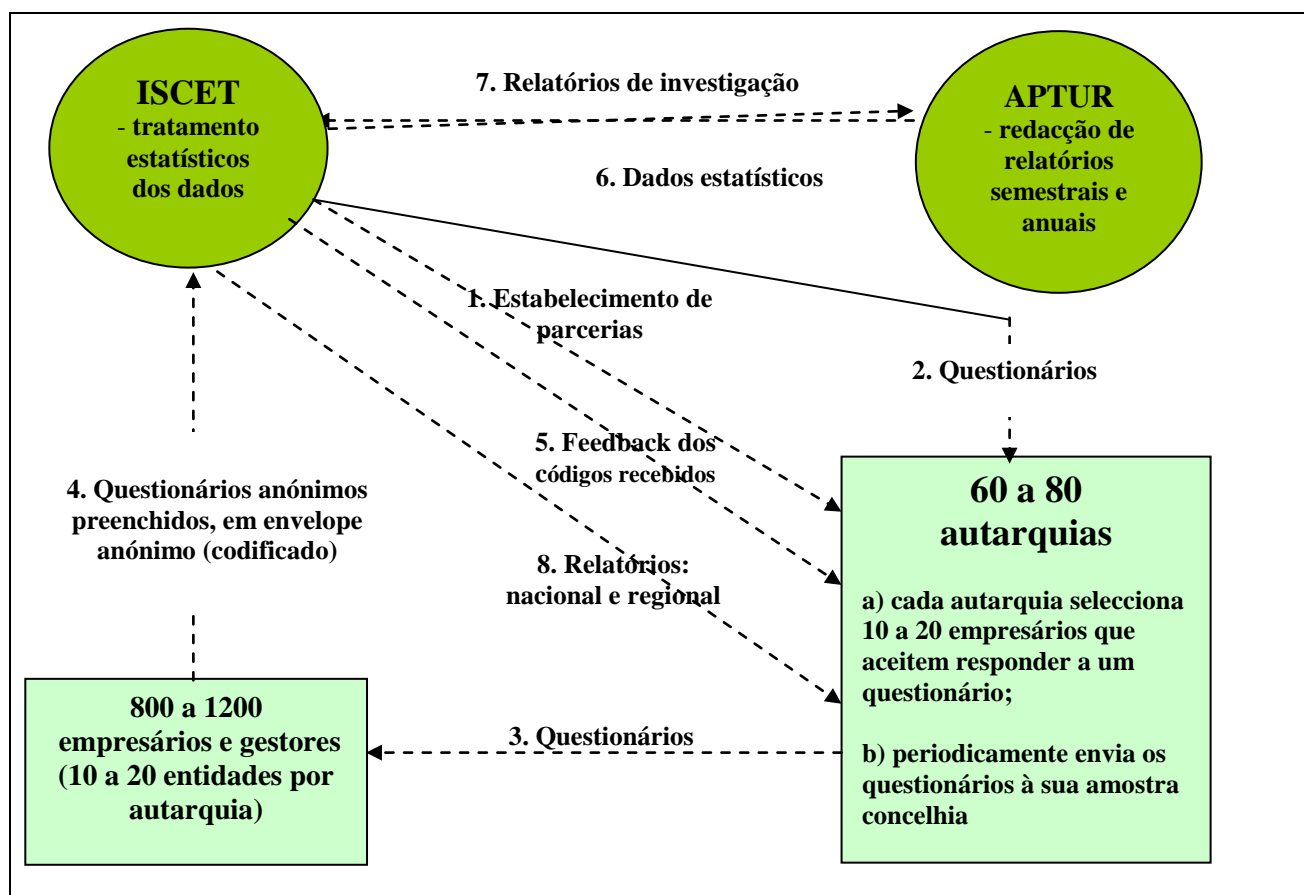 ISCET
- tratamento
estatísticos
dos dados
7. Relatórios de investigação
APTUR
- redacção de
relatórios
semestrais e
anuais
6. Dados estatísticos
1. Estabelecimento de
parcerias
2. Questionários
5. Feedback dos
códigos recebidos
4. Questionários anónimos
preenchidos, em envelope
anónimo (codificado)
8. Relatórios:
nacional e regional
60 a 80
autarquias
a) cada autarquia selecciona
10 a 20 empresários que
aceitem responder a um
questionário;
b) periodicamente envia os
questionários à sua amostra
concelhia
3. Questionários
800 a 1200
empresários e gestores
(10 a 20 entidades por
autarquia)